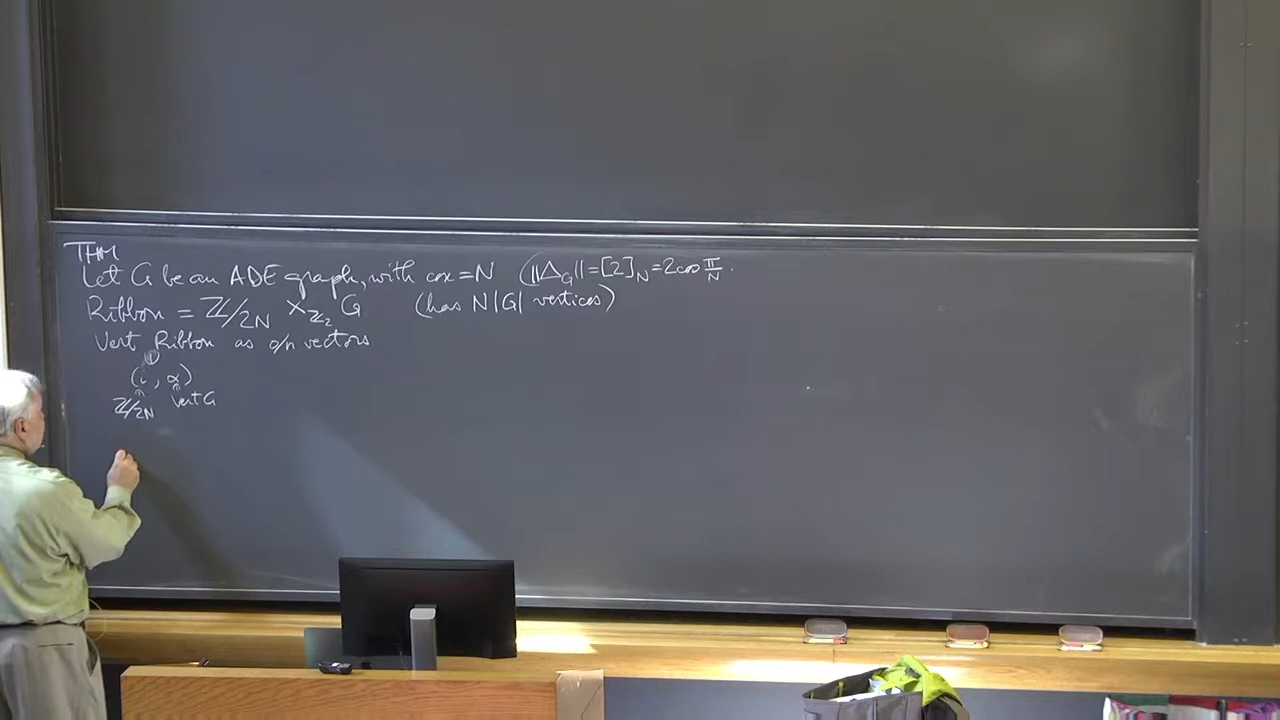 THM
Let G be an ADE graph, with cox = N (||Δ_G|| = [2]_N = 2cos π/N.
Ribbon = ℤ/2N ×_ℤ₂ G (has N|G| vertices)
Vert Ribbon as o/n vectors
(i, α)
ℤ/2N vert G